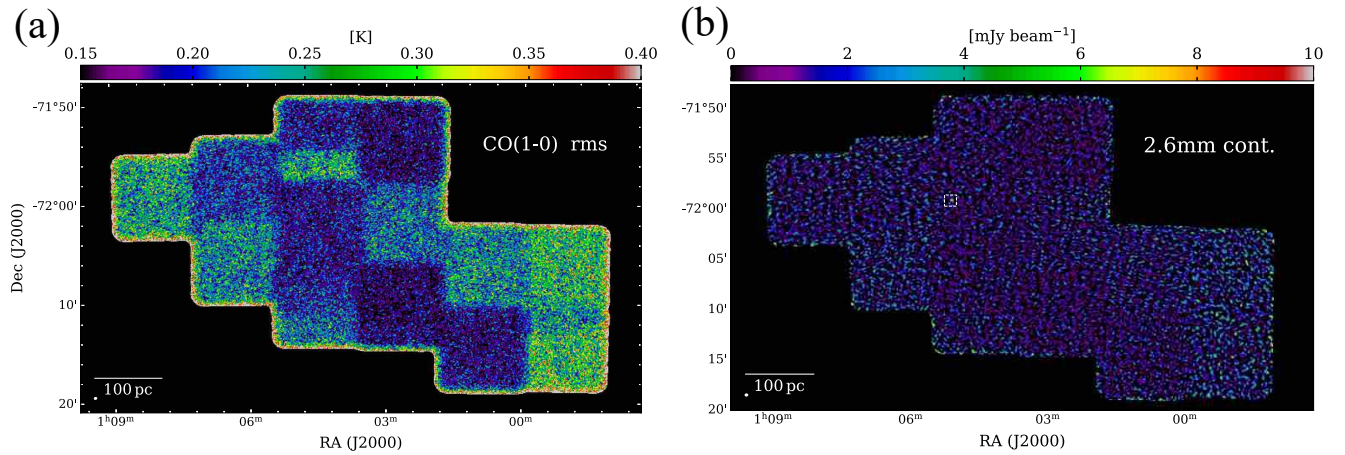 (a)
[K]
0.15 0.20 0.25 0.30 0.35 0.40
CO(1-0) rms
Dec (J2000)
-71°50'
-72°00'
10'
20'
100 pc
1ʰ09ᵐ 06ᵐ 03ᵐ 00ᵐ
RA (J2000)
(b)
[mJy beam⁻¹]
0 2 4 6 8 10
2.6mm cont.
-71°50'
55'
-72°00'
05'
10'
15'
20'
100 pc
1ʰ09ᵐ 06ᵐ 03ᵐ 00ᵐ
RA (J2000)